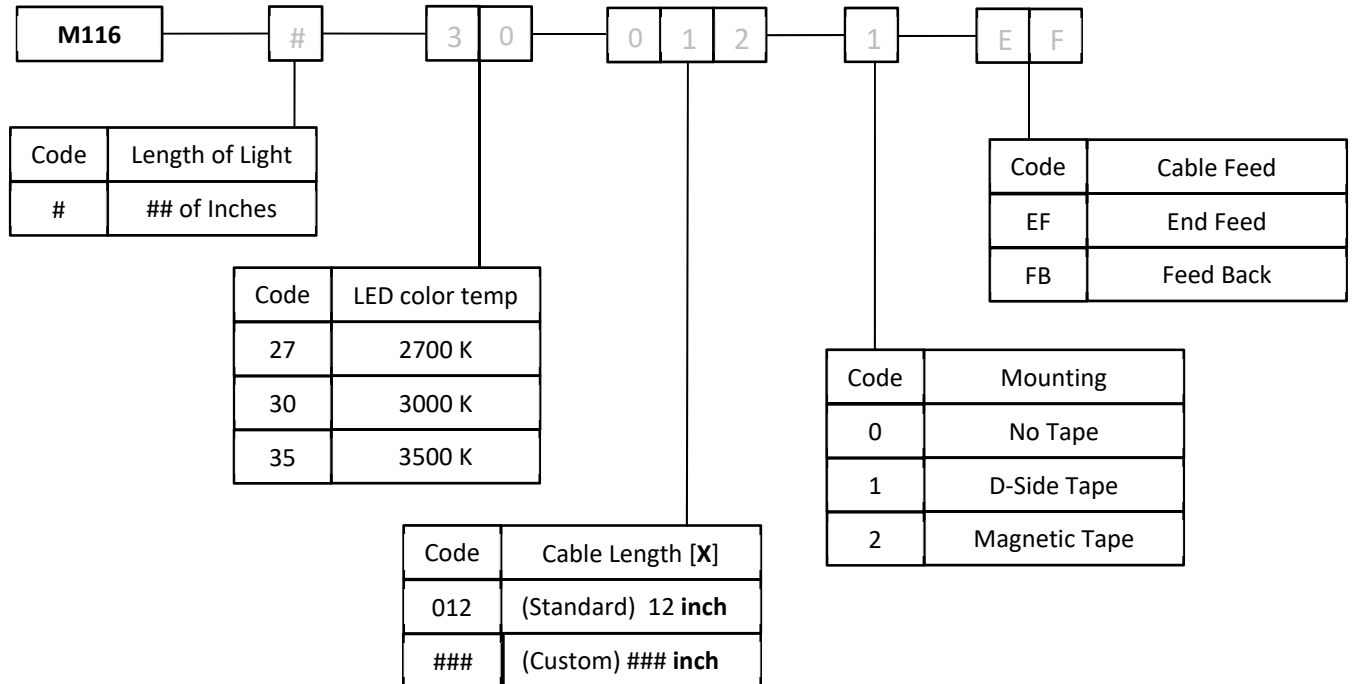 M116 # 3 0 0 1 2 1 E F
Code Length of Light
# ## of Inches
Code Cable Feed
EF End Feed
FB Feed Back
Code LED color temp
27 2700 K
30 3000 K
35 3500 K
Code Mounting
0 No Tape
1 D-Side Tape
2 Magnetic Tape
Code Cable Length [X]
012 (Standard) 12 inch
### (Custom) ### inch